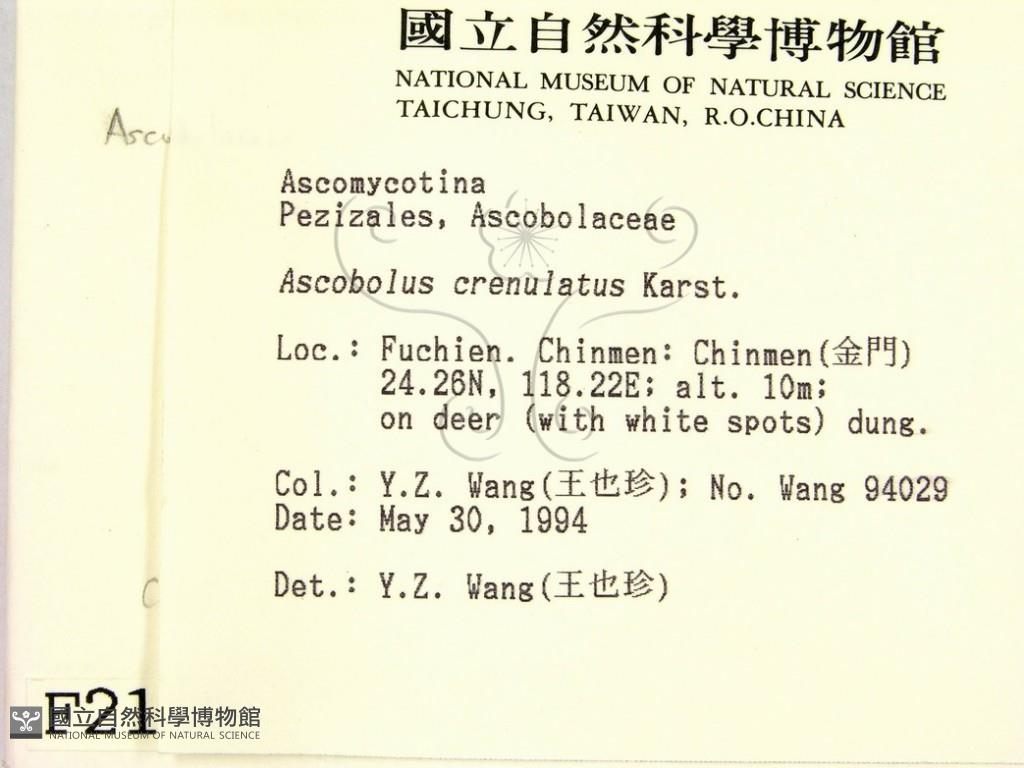 國立自然科學博物館
NATIONAL MUSEUM OF NATURAL SCIENCE
TAICHUNG, TAIWAN, R.O.CHINA
Ascomycotina
Pezizales, Ascobolaceae
Ascobolus crenulatus Karst.
Loc.: Fuchien. Chinmen: Chinmen(金門)
24.26N, 118.22E; alt. 10m;
on deer (with white spots) dung.
Col.: Y.Z. Wang(王也珍); No. Wang 94029
Date: May 30, 1994
Det.: Y.Z. Wang(王也珍)
F21
國立自然科學博物館
NATIONAL MUSEUM OF NATURAL SCIENCE